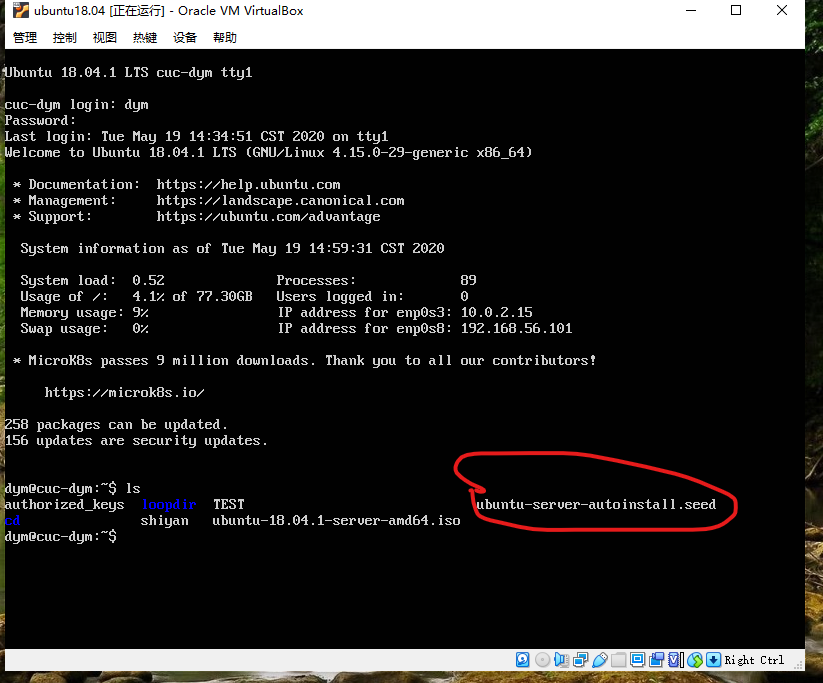 ubuntu18.04 [正在运行] - Oracle VM VirtualBox
管理 控制 视图 热键 设备 帮助
Ubuntu 18.04.1 LTS cuc-dym tty1
cuc-dym login: dym
Password:
Last login: Tue May 19 14:34:51 CST 2020 on tty1
Welcome to Ubuntu 18.04.1 LTS (GNU/Linux 4.15.0-29-generic x86_64)
* Documentation: https://help.ubuntu.com
* Management: https://landscape.canonical.com
* Support: https://ubuntu.com/advantage
System information as of Tue May 19 14:59:31 CST 2020
System load: 0.52 Processes: 89
Usage of /: 4.1% of 77.30GB Users logged in: 0
Memory usage: 9% IP address for enp0s3: 10.0.2.15
Swap usage: 0% IP address for enp0s8: 192.168.56.101
* MicroK8s passes 9 million downloads. Thank you to all our contributors!
https://microk8s.io/
258 packages can be updated.
156 updates are security updates.
dym@cuc-dym:~$ ls
authorized_keys loopdir TEST ubuntu-server-autoinstall.seed
cd shiyan ubuntu-18.04.1-server-amd64.iso
dym@cuc-dym:~$
Right Ctrl